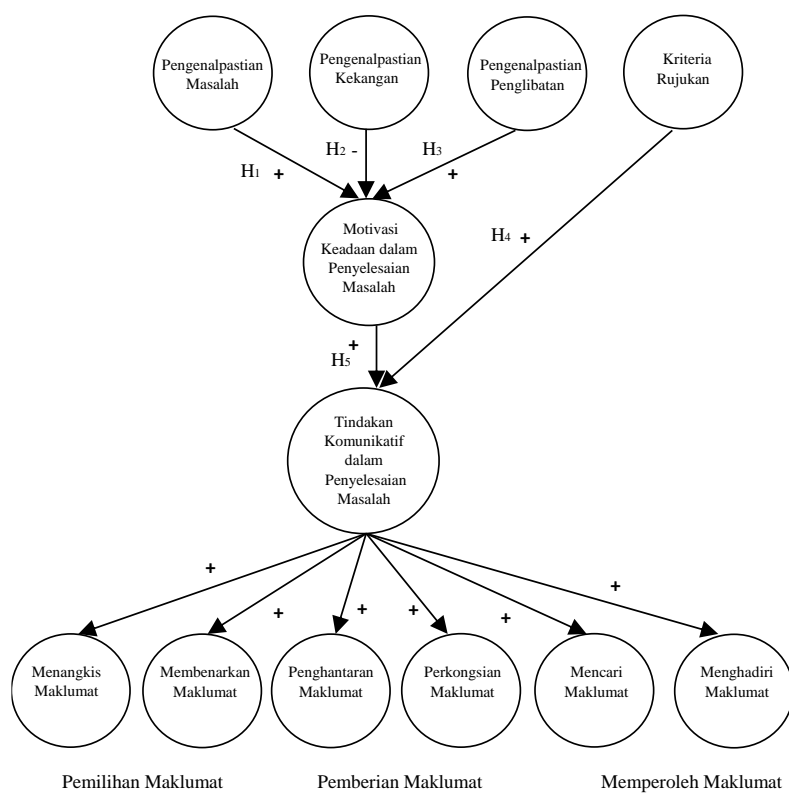 Pengenalpastian
Masalah
Pengenalpastian
Kekangan
Pengenalpastian
Penglibatan
Kriteria
Rujukan
H1 +
H2 -
H3
+
H4 +
Motivasi
Keadaan dalam
Penyelesaian
Masalah
+
H5
Tindakan
Komunikatif
dalam
Penyelesaian
Masalah
+
+
+
+
+
+
Menangkis
Maklumat
Membenarkan
Maklumat
Penghantaran
Maklumat
Perkongsian
Maklumat
Mencari
Maklumat
Menghadiri
Maklumat
Pemilihan Maklumat
Pemberian Maklumat
Memperoleh Maklumat